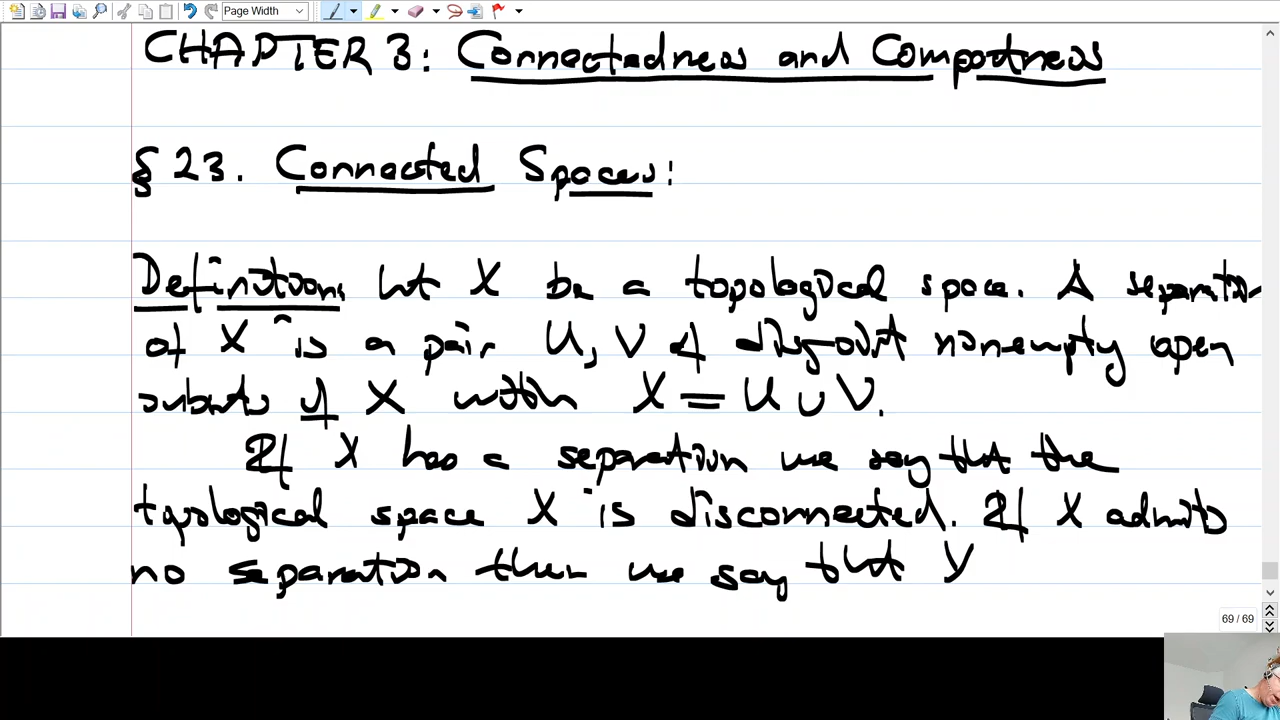 Page Width
CHAPTER 3: Connectedness and Compactness
§ 23. Connected Spaces:
Definition: Let X be a topological space. A separation
of X is a pair U, V of disjoint nonempty open
subsets of X with X = U ∪ V.
If X has a separation we say that the
topological space X is disconnected. If X admits
no separation then we say that X
69 / 69